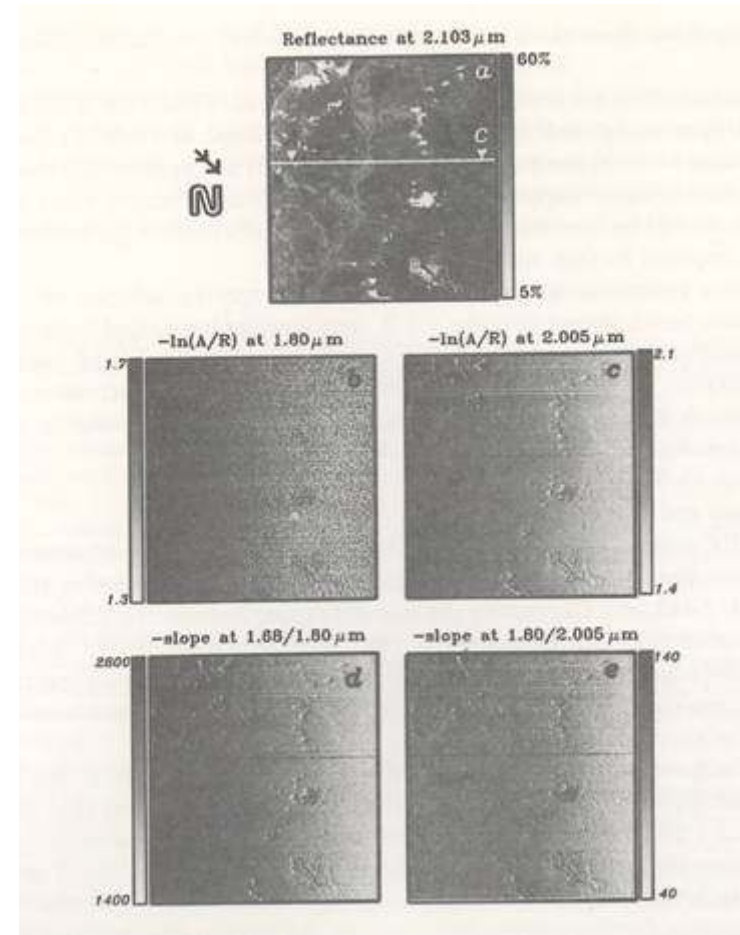 Reflectance at 2.103μm
60%
a
C
N
5%
-ln(A/R) at 1.80μm
-ln(A/R) at 2.005μm
1.7
b
c
2.1
1.3
1.4
-slope at 1.68/1.80μm
-slope at 1.80/2.005μm
2800
d
e
140
1400
40